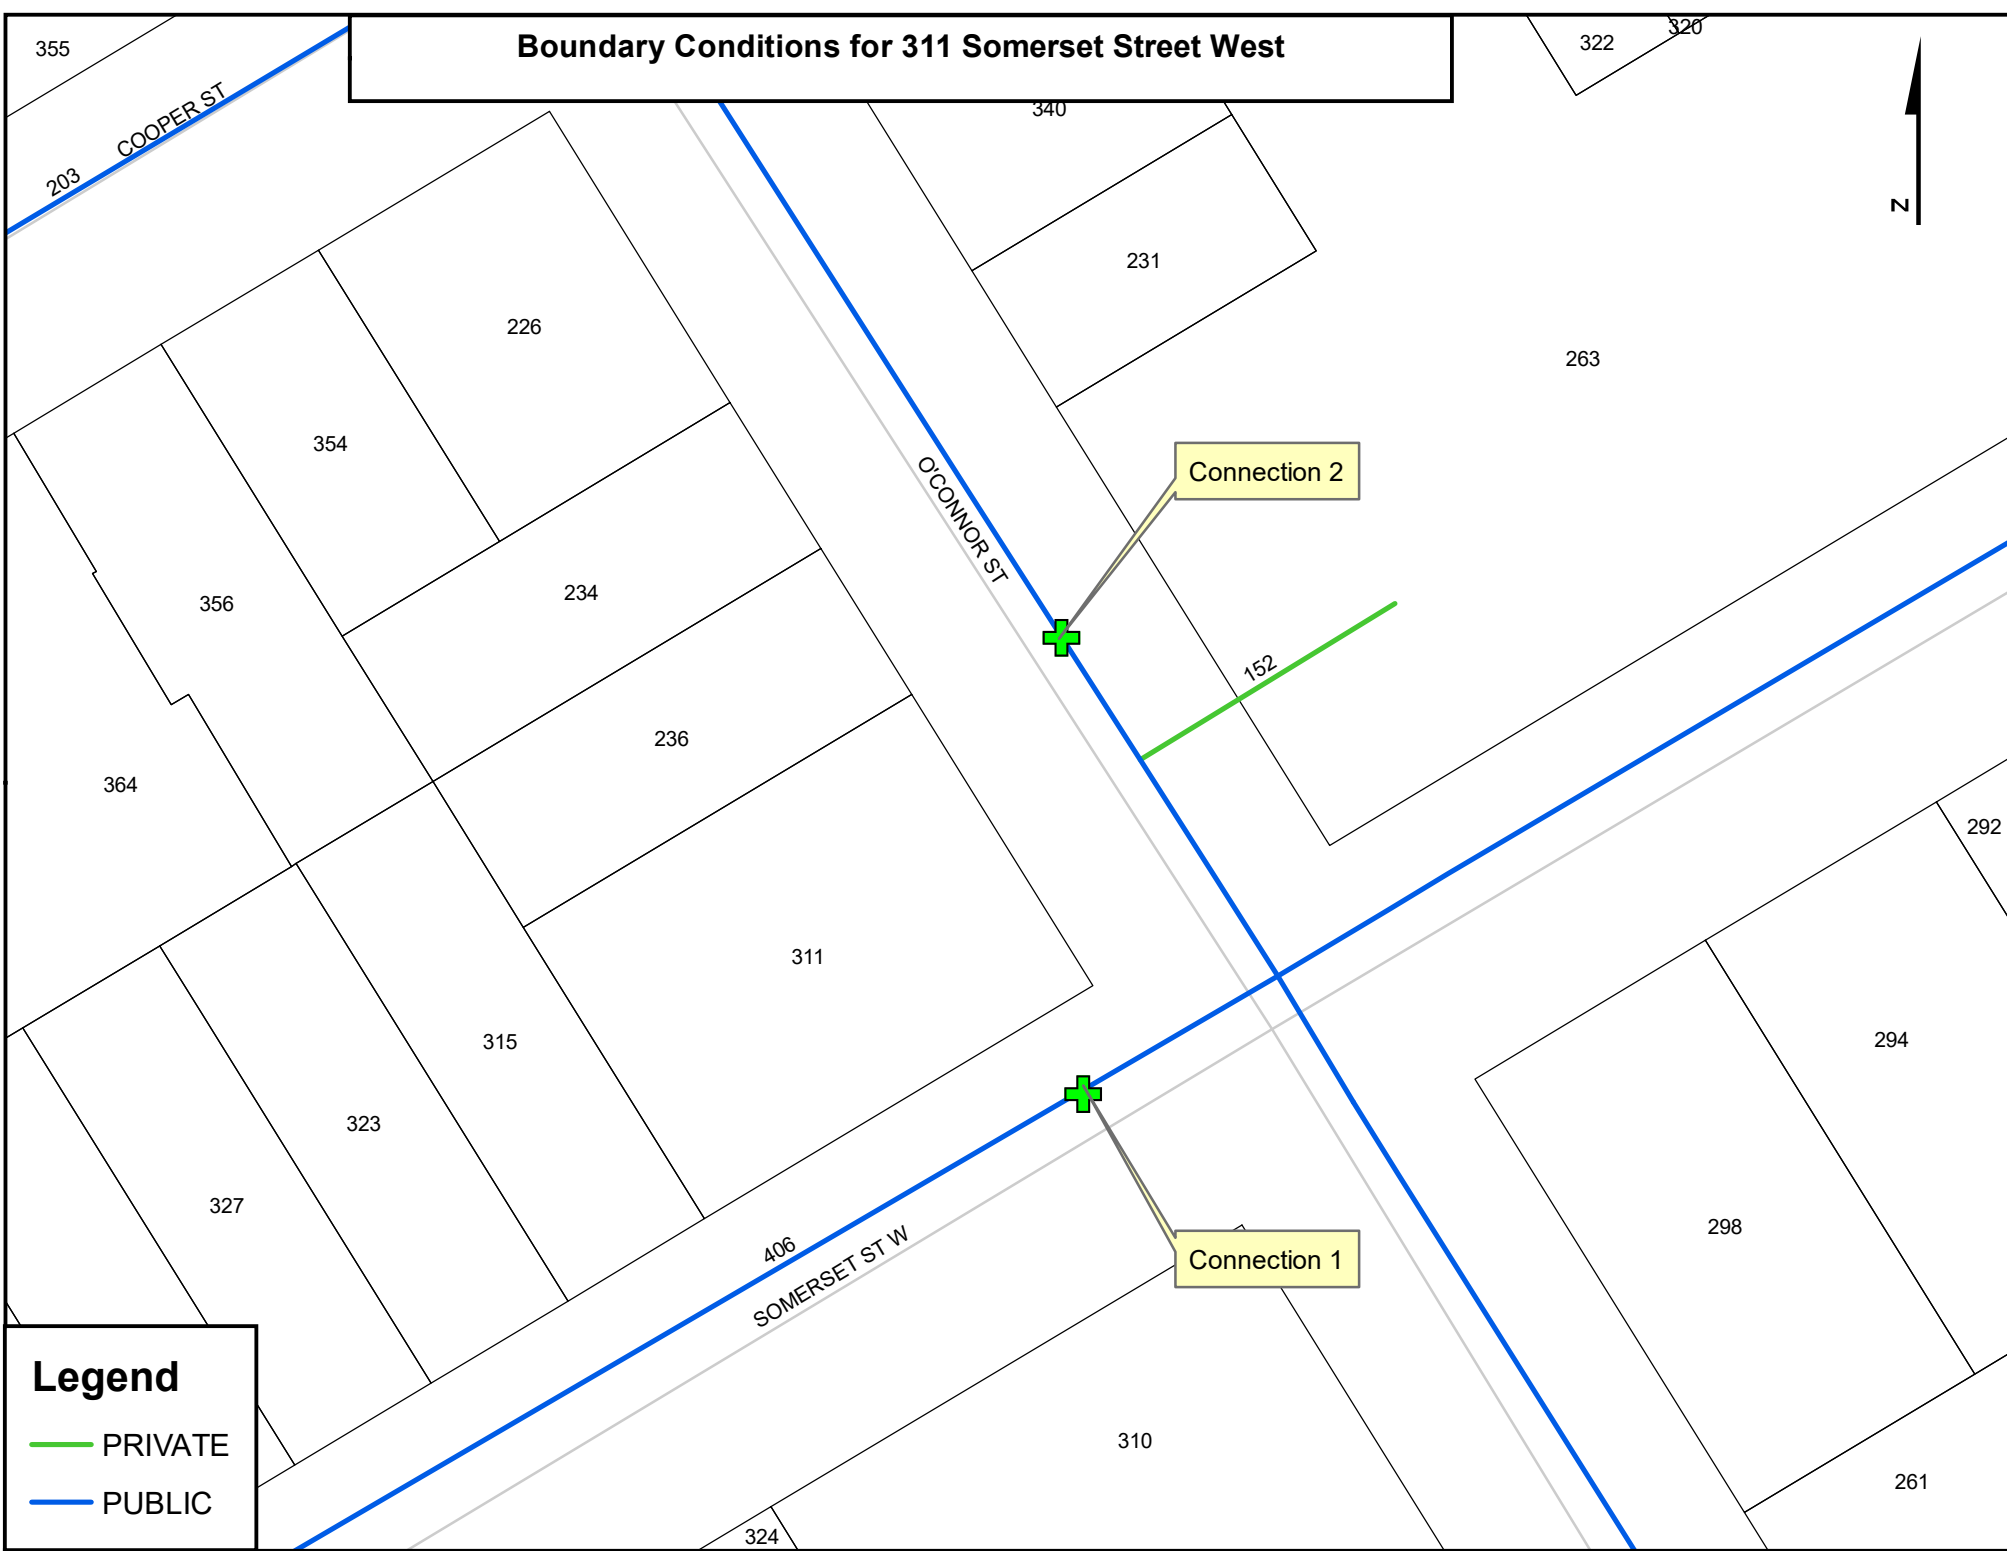 Boundary Conditions for 311 Somerset Street West
355
320
322
COOPER ST
203
340
N
231
226
263
354
Connection 2
O'CONNOR ST
234
356
152
236
364
292
311
315
294
323
327
298
406
SOMERSET ST W
Connection 1
Legend
PRIVATE
PUBLIC
310
261
324